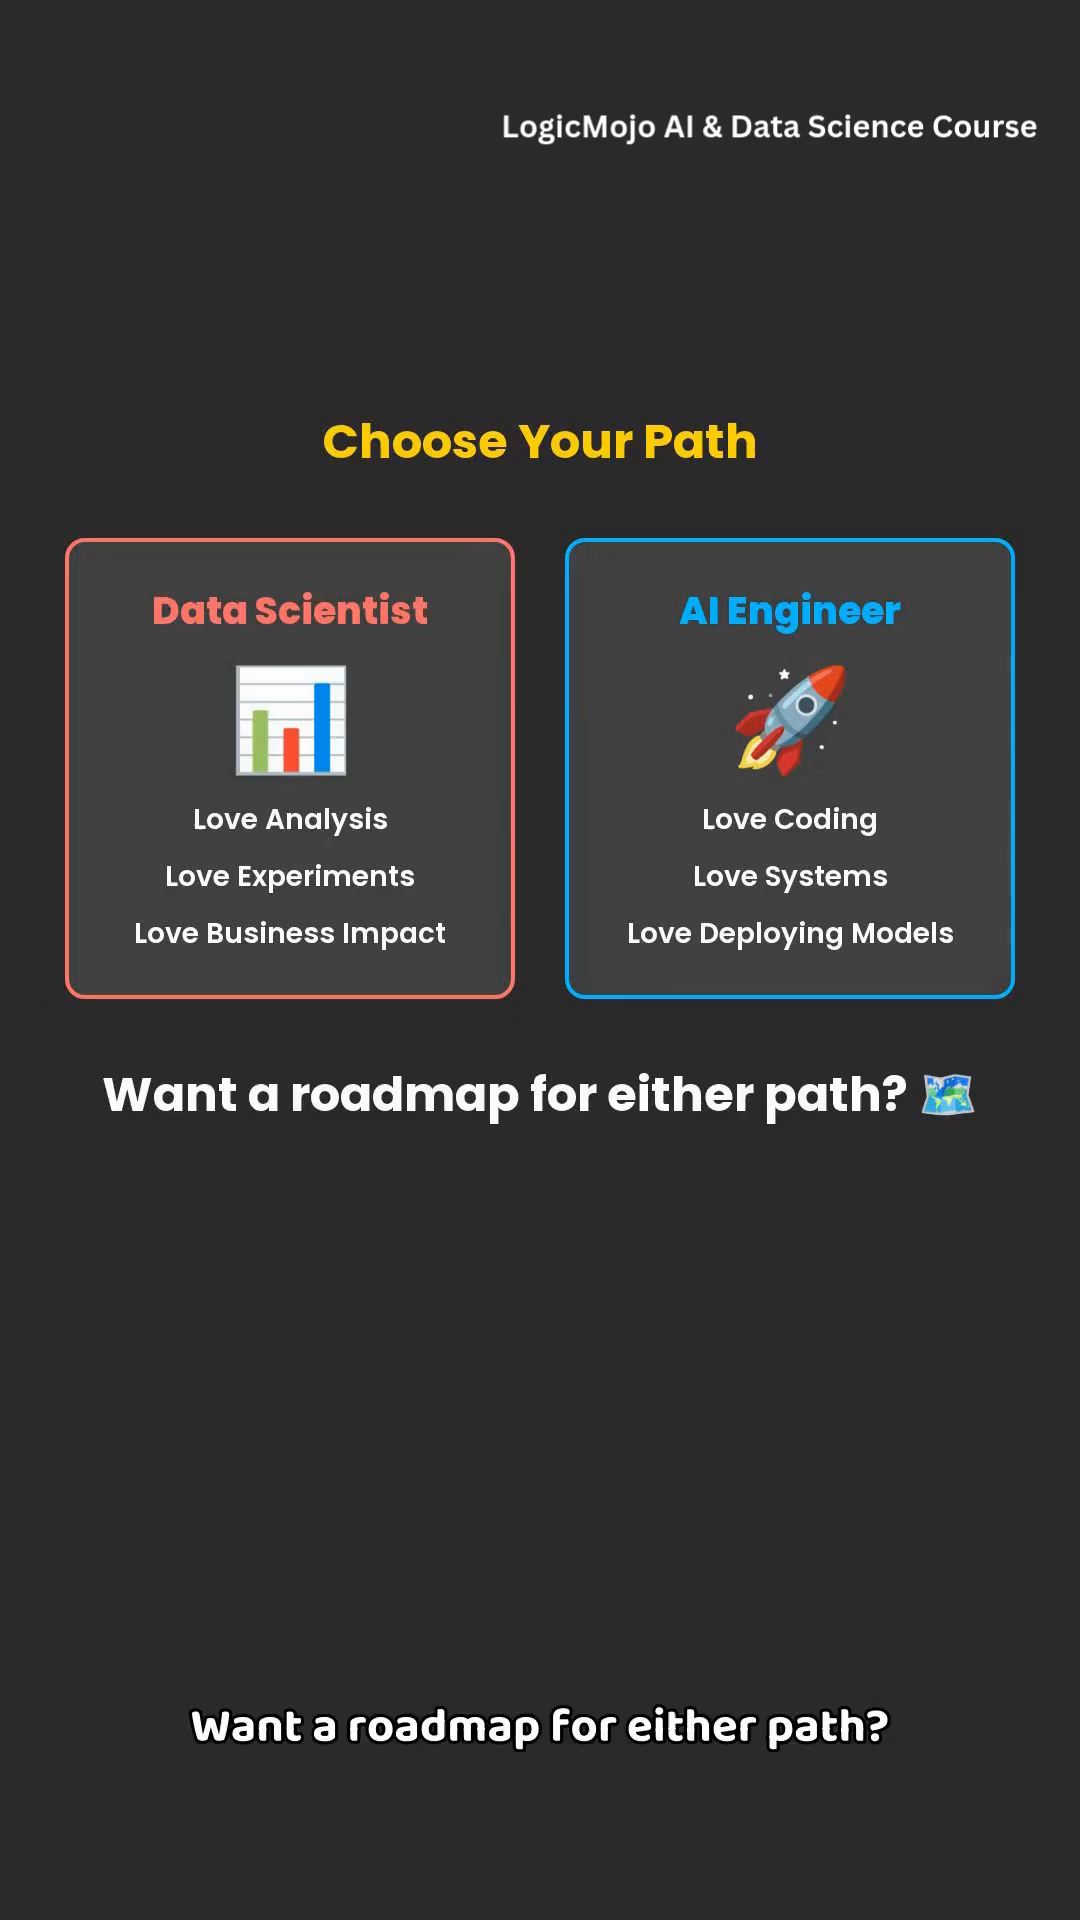 LogicMojo AI & Data Science Course
Choose Your Path
Data Scientist
Love Analysis
Love Experiments
Love Business Impact
AI Engineer
Love Coding
Love Systems
Love Deploying Models
Want a roadmap for either path? 🗺️
Want a roadmap for either path?